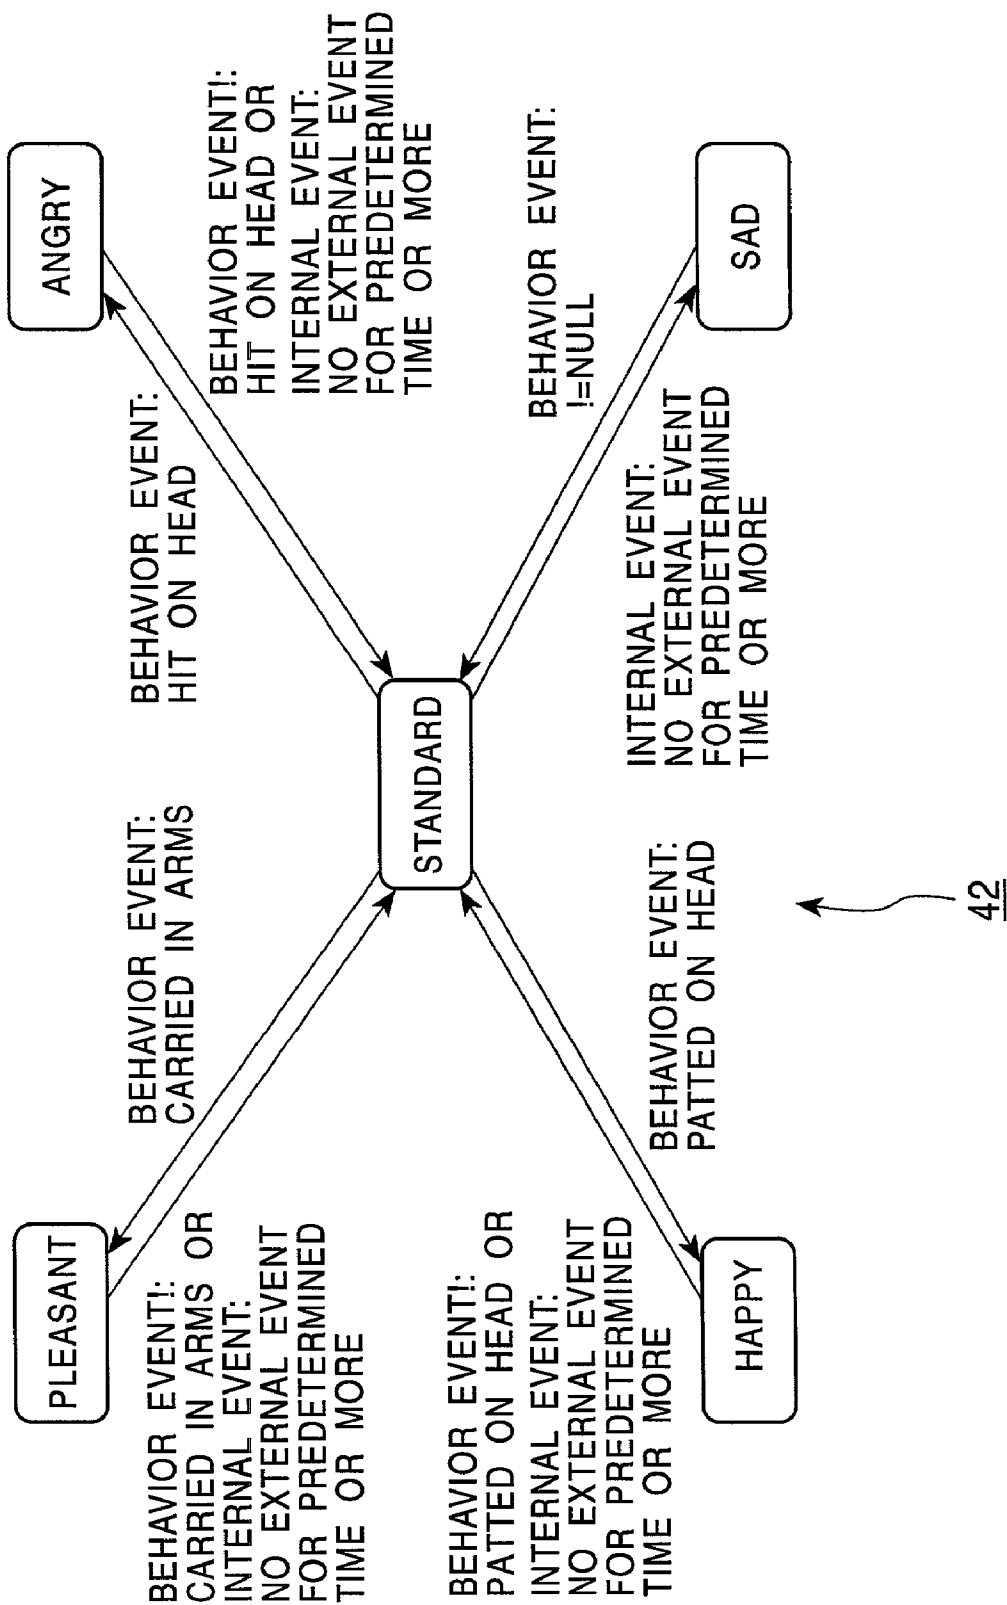 PLEASANT
BEHAVIOR EVENT:
CARRIED IN ARMS
BEHAVIOR EVENT:
HIT ON HEAD
ANGRY
BEHAVIOR EVENT!:
CARRIED IN ARMS OR
INTERNAL EVENT:
NO EXTERNAL EVENT
FOR PREDETERMINED
TIME OR MORE
BEHAVIOR EVENT!:
HIT ON HEAD OR
INTERNAL EVENT:
NO EXTERNAL EVENT
FOR PREDETERMINED
TIME OR MORE
STANDARD
BEHAVIOR EVENT!:
PATTED ON HEAD OR
INTERNAL EVENT:
NO EXTERNAL EVENT
FOR PREDETERMINED
TIME OR MORE
BEHAVIOR EVENT:
!=NULL
HAPPY
BEHAVIOR EVENT:
PATTED ON HEAD
INTERNAL EVENT:
NO EXTERNAL EVENT
FOR PREDETERMINED
TIME OR MORE
SAD
42